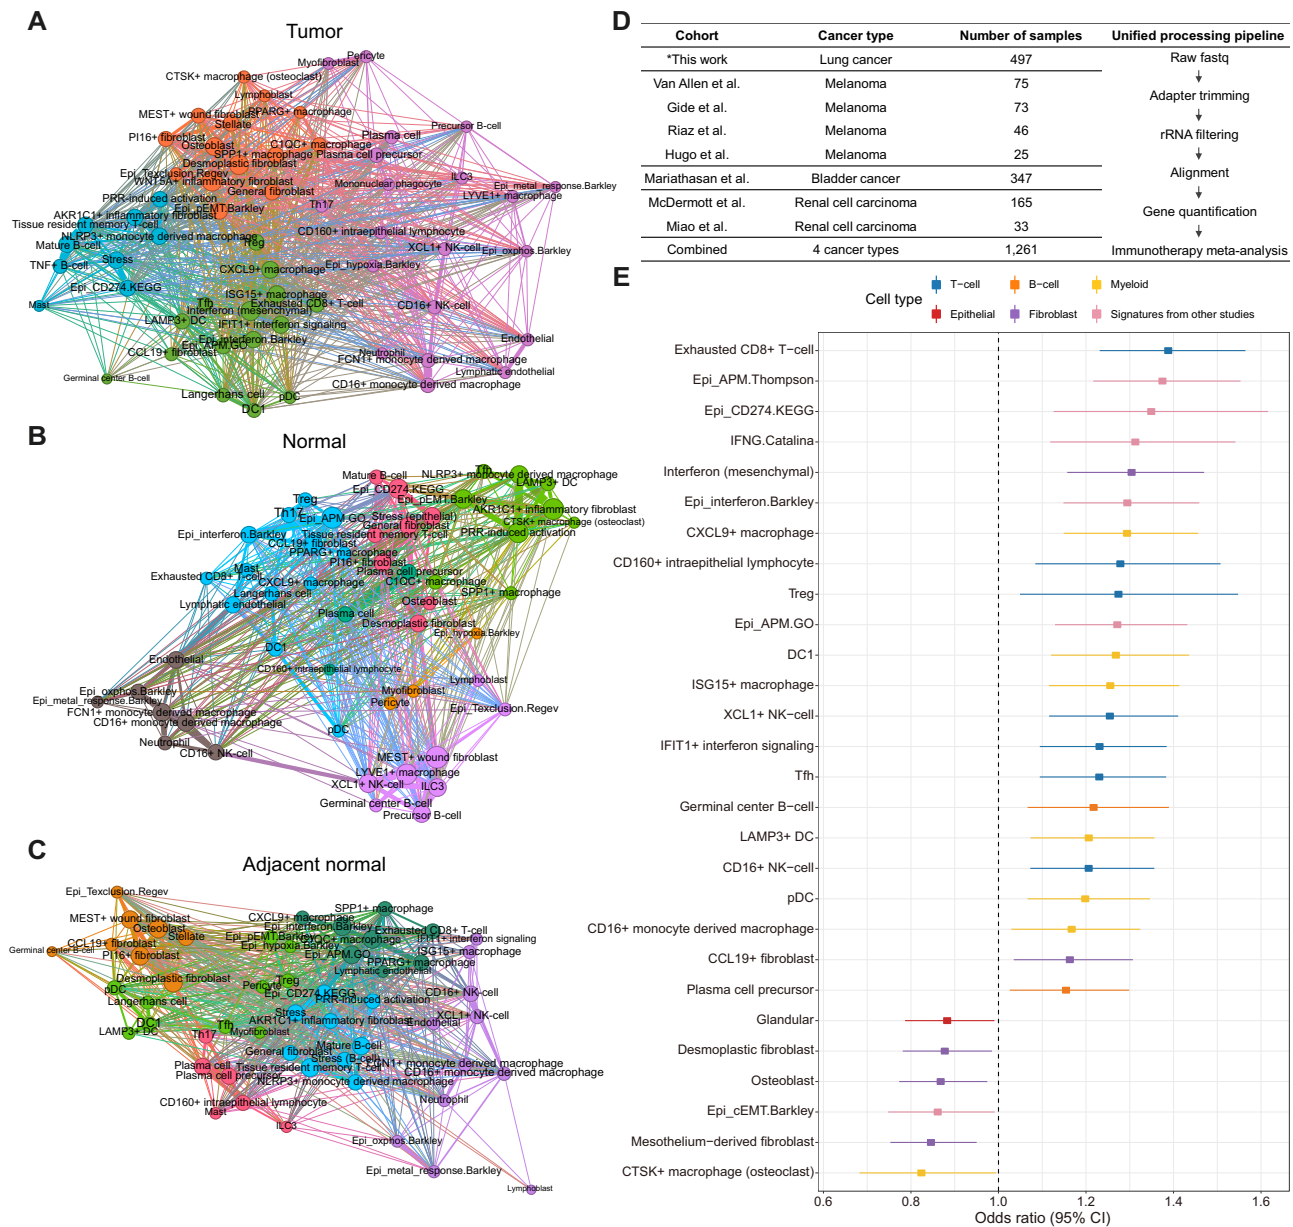 A
Tumor
Pericyte
Myofibroblast
CTSK+ macrophage (osteoclast)
Lymphoblast
PPARG+ macrophage
MEST+ wound fibroblast
Stellate
Precursor B-cell
PI16+ fibroblast
Plasma cell
Osteoblast
C1QC+ macrophage
SPP1+ macrophage
Plasma cell precursor
Desmoplastic fibroblast
Epi_Texclusion.Regev
ILC3
WNT5A+ inflammatory fibroblast
Mononuclear phagocyte
Epi_metal_response.Barkley
General fibroblast
LYVE1+ macrophage
PRR-induced activation
Th17
Epi_pEMT.Barkley
AKR1C1+ inflammatory fibroblast
Tissue resident memory T-cell
CD160+ intraepithelial lymphocyte
NLRP3+ monocyte derived macrophage
Treg
Mature B-cell
XCL1+ NK-cell
Epi_oxphos.Barkley
Stress
TNF+ B-cell
CXCL9+ macrophage
Epi_hypoxia.Barkley
Epi_CD274.KEGG
ISG15+ macrophage
Mast
Tfh
Exhausted CD8+ T-cell
CD16+ NK-cell
Interferon (mesenchymal)
LAMP3+ DC
IFIT1+ interferon signaling
Epi_interferon.Barkley
Endothelial
Epi_APM.GO
CCL19+ fibroblast
Neutrophil
FCN1+ monocyte derived macrophage
Lymphatic endothelial
Germinal center B-cell
CD16+ monocyte derived macrophage
Langerhans cell
pDC
DC1
B
Normal
Mature B-cell
Tfh
NLRP3+ monocyte derived macrophage
LAMP3+ DC
Epi_CD274.KEGG
Treg
Epi_pEMT.Barkley
AKR1C1+ inflammatory fibroblast
Th17
Epi_APM.GO
Stress (epithelial)
CTSK+ macrophage (osteoclast)
General fibroblast
Epi_interferon.Barkley
Tissue resident memory T-cell
PRR-induced activation
CCL19+ fibroblast
PPARG+ macrophage
PI16+ fibroblast
Mast
Plasma cell precursor
Exhausted CD8+ T-cell
CXCL9+ macrophage
C1QC+ macrophage
Langerhans cell
SPP1+ macrophage
Lymphatic endothelial
Osteoblast
Plasma cell
Desmoplastic fibroblast
Epi_hypoxia.Barkley
DC1
Endothelial
CD160+ intraepithelial lymphocyte
Lymphoblast
Epi_oxphos.Barkley
Myofibroblast
Epi_metal_response.Barkley
Pericyte
Epi_Texclusion.Regev
FCN1+ monocyte derived macrophage
CD16+ monocyte derived macrophage
pDC
Neutrophil
CD16+ NK-cell
MEST+ wound fibroblast
LYVE1+ macrophage
XCL1+ NK-cell
ILC3
Germinal center B-cell
Precursor B-cell
C
Adjacent normal
Epi_Texclusion.Regev
SPP1+ macrophage
MEST+ wound fibroblast
CXCL9+ macrophage
Osteoblast
Epi_interferon.Barkley
Exhausted CD8+ T-cell
Stellate
Epi_pEMT.Barkley
C1QC+ macrophage
IFIT1+ interferon signaling
CCL19+ fibroblast
Epi_hypoxia.Barkley
Germinal center B-cell
PI16+ fibroblast
Epi_APM.GO
ISG15+ macrophage
PPARG+ macrophage
Lymphatic endothelial
Desmoplastic fibroblast
Treg
pDC
Pericyte
Epi_CD274.KEGG
CD16+ NK-cell
Langerhans cell
PRR-induced activation
Stress
XCL1+ NK-cell
DC1
AKR1C1+ inflammatory fibroblast
Endothelial
LAMP3+ DC
Tfh
Myofibroblast
Th17
Mature B-cell
General fibroblast
Stress (B-cell)
Plasma cell
FCN1+ monocyte derived macrophage
Tissue resident memory T-cell
Plasma cell precursor
CD16+ monocyte derived macrophage
NLRP3+ monocyte derived macrophage
Neutrophil
CD160+ intraepithelial lymphocyte
Mast
ILC3
Epi_oxphos.Barkley
Epi_metal_response.Barkley
Lymphoblast
D
Cohort Cancer type Number of samples Unified processing pipeline
*This work Lung cancer 497 Raw fastq
Van Allen et al. Melanoma 75
Adapter trimming
Gide et al. Melanoma 73
Riaz et al. Melanoma 46 rRNA filtering
Hugo et al. Melanoma 25
Mariathasan et al. Bladder cancer 347 Alignment
McDermott et al. Renal cell carcinoma 165
Gene quantification
Miao et al. Renal cell carcinoma 33
Combined 4 cancer types 1,261 Immunotherapy meta-analysis
E
Cell type
T-cell B-cell Myeloid
Epithelial Fibroblast Signatures from other studies
Exhausted CD8+ T-cell
Epi_APM.Thompson
Epi_CD274.KEGG
IFNG.Catalina
Interferon (mesenchymal)
Epi_interferon.Barkley
CXCL9+ macrophage
CD160+ intraepithelial lymphocyte
Treg
Epi_APM.GO
DC1
ISG15+ macrophage
XCL1+ NK-cell
IFIT1+ interferon signaling
Tfh
Germinal center B-cell
LAMP3+ DC
CD16+ NK-cell
pDC
CD16+ monocyte derived macrophage
CCL19+ fibroblast
Plasma cell precursor
Glandular
Desmoplastic fibroblast
Osteoblast
Epi_cEMT.Barkley
Mesothelium-derived fibroblast
CTSK+ macrophage (osteoclast)
0.6 0.8 1.0 1.2 1.4 1.6
Odds ratio (95% CI)